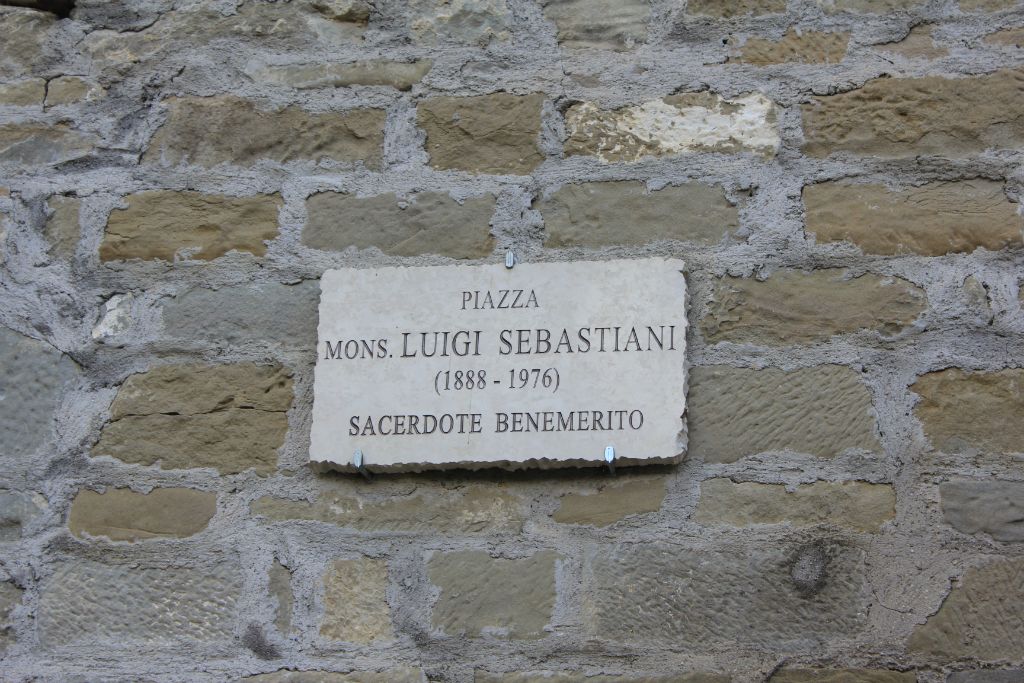 PIAZZA
MONS. LUIGI SEBASTIANI
(1888 - 1976)
SACERDOTE BENEMERITO